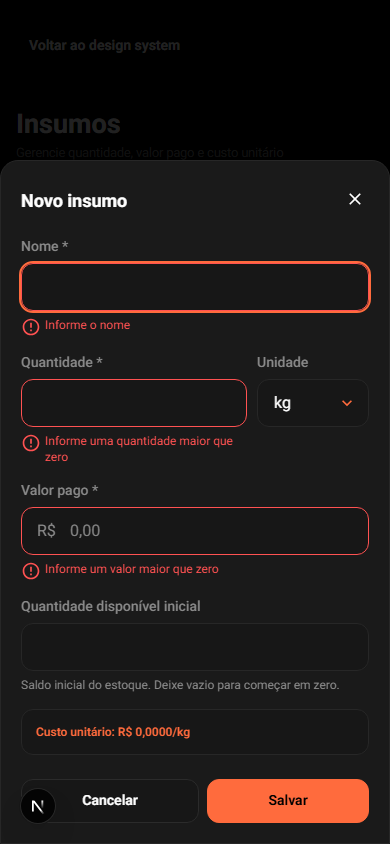 Voltar ao design system
Insumos
Gerencie quantidade, valor pago e custo unitário
Novo insumo
Nome *
Informe o nome
Quantidade *
Unidade
kg
Informe uma quantidade maior que
zero
Valor pago *
R$ 0,00
Informe um valor maior que zero
Quantidade disponível inicial
Saldo inicial do estoque. Deixe vazio para começar em zero.
Custo unitário: R$ 0,0000/kg
N
Cancelar
Salvar